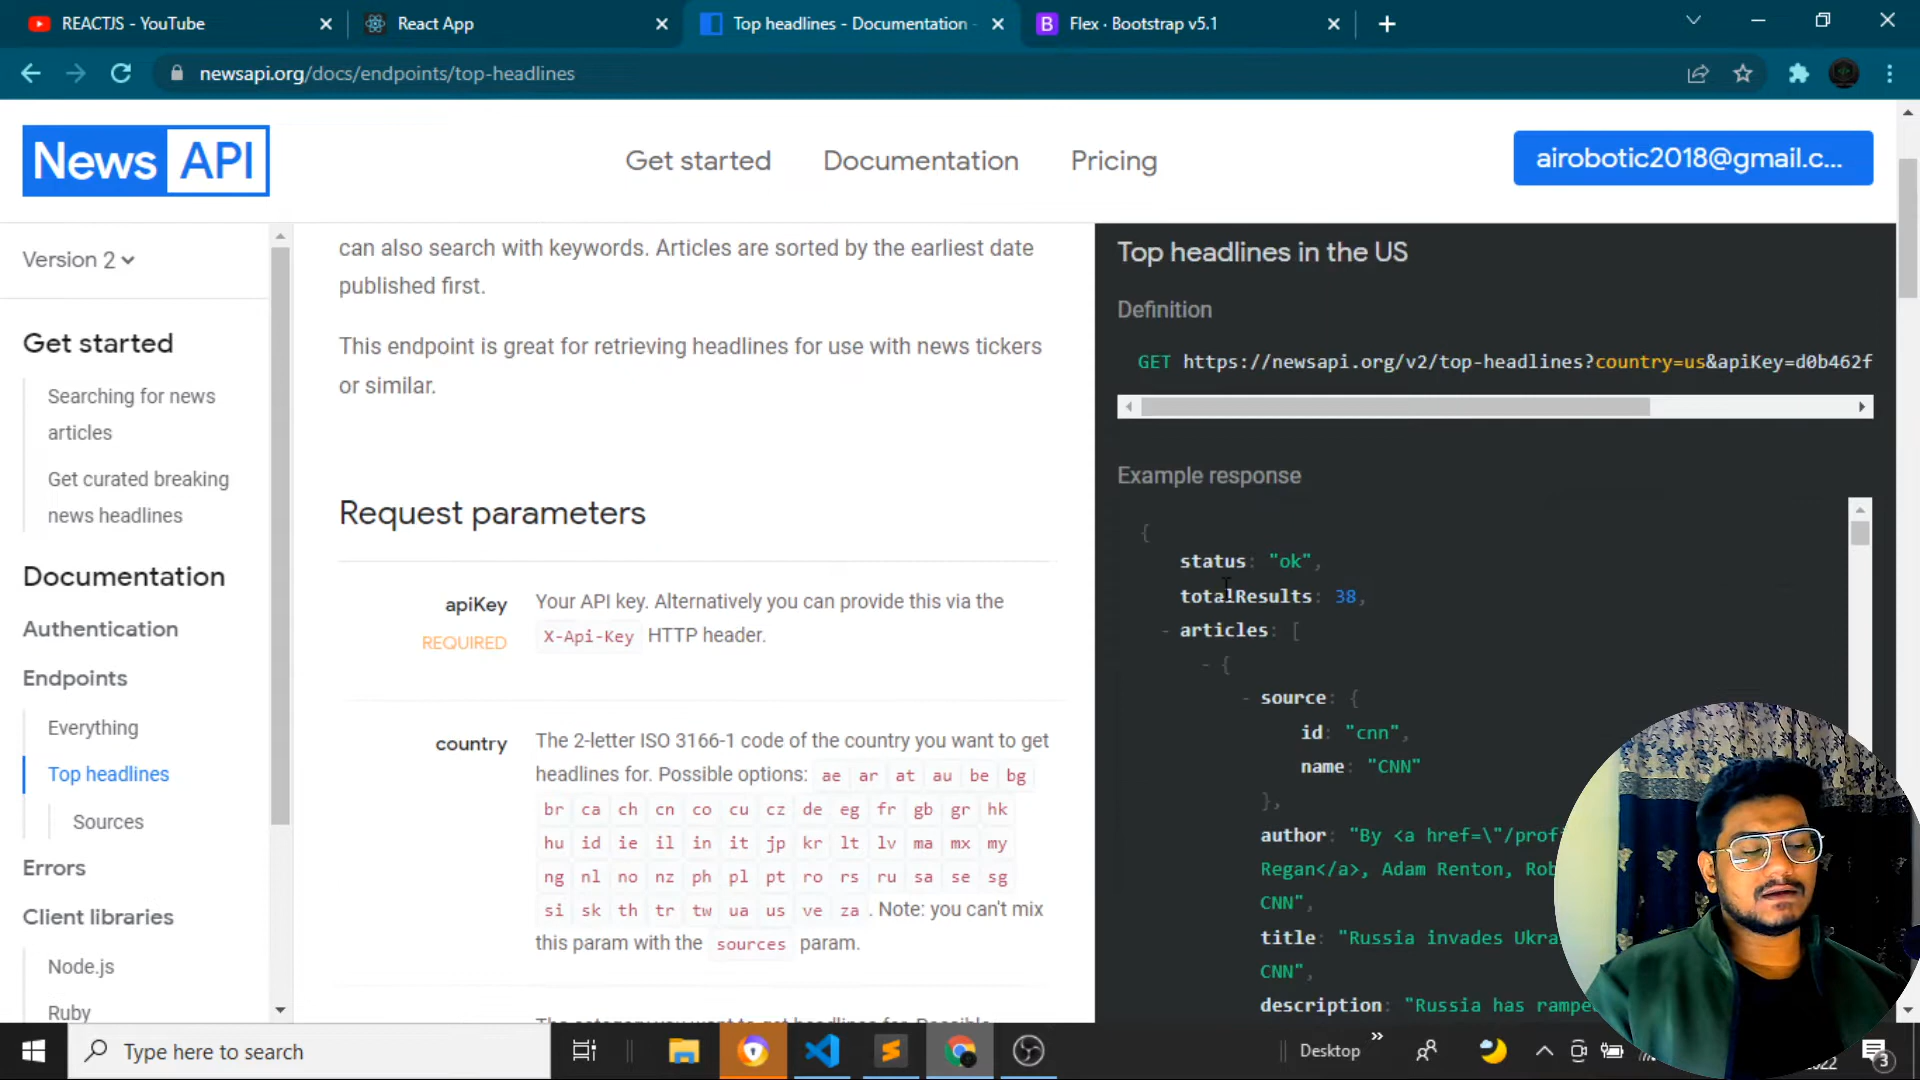 REACTJS - YouTube
React App
Top headlines - Documentation -
Flex · Bootstrap v5.1
newsapi.org/docs/endpoints/top-headlines
News API
Get started
Documentation
Pricing
airobotic2018@gmail.c...
Version 2
Get started
Searching for news
articles
Get curated breaking
news headlines
Documentation
Authentication
Endpoints
Everything
Top headlines
Sources
Errors
Client libraries
Node.js
Ruby
can also search with keywords. Articles are sorted by the earliest date
published first.
This endpoint is great for retrieving headlines for use with news tickers
or similar.
Request parameters
apiKey
REQUIRED
Your API key. Alternatively you can provide this via the
X-Api-Key HTTP header.
country
The 2-letter ISO 3166-1 code of the country you want to get
headlines for. Possible options: ae ar at au be bg
br ca ch cn co cu cz de eg fr gb gr hk
hu id ie il in it jp kr lt lv ma mx my
ng nl no nz ph pl pt ro rs ru sa se sg
si sk th tr tw ua us ve za . Note: you can't mix
this param with the sources param.
Top headlines in the US
Definition
GET https://newsapi.org/v2/top-headlines?country=us&apiKey=d0b462f
Example response
{
status: "ok",
totalResults: 38,
- articles: [
- {
- source: {
id: "cnn",
name: "CNN"
},
author: "By <a href=\"/profi
Regan</a>, Adam Renton, Rob
CNN",
title: "Russia invades Ukra
CNN",
description: "Russia has rampe
Type here to search
Desktop
2022
3